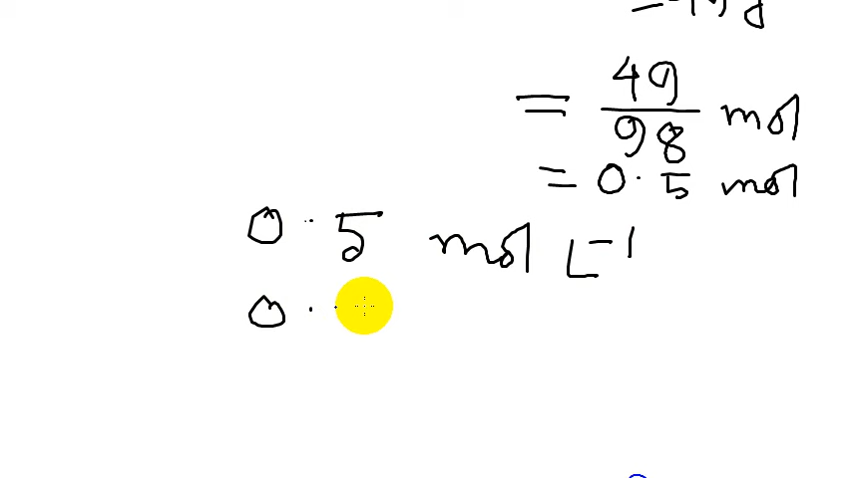 = 49/98 mol
= 0.5 mol
0.5 mol L⁻¹
0.